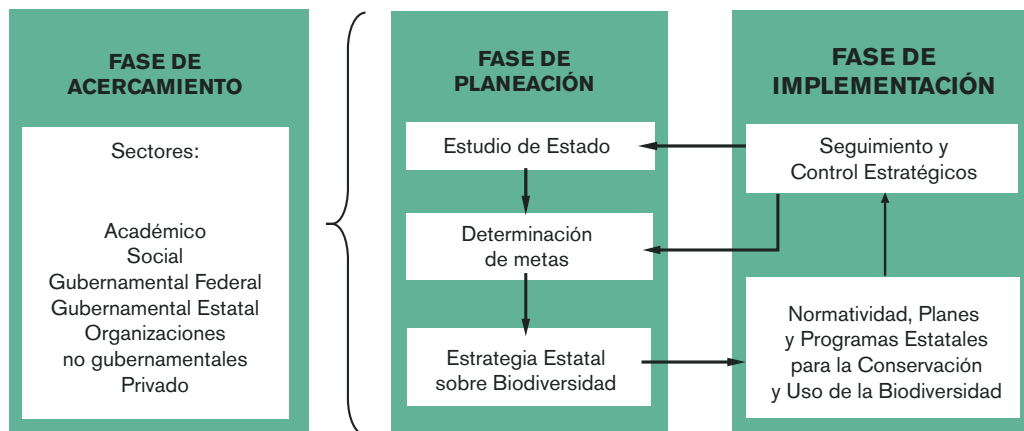 FASE DE
ACERCAMIENTO
Sectores:
Académico
Social
Gubernamental Federal
Gubernamental Estatal
Organizaciones
no gubernamentales
Privado
FASE DE
PLANEACIÓN
Estudio de Estado
Determinación
de metas
Estrategia Estatal
sobre Biodiversidad
FASE DE
IMPLEMENTACIÓN
Seguimiento y
Control Estratégicos
Normatividad, Planes
y Programas Estatales
para la Conservación
y Uso de la Biodiversidad